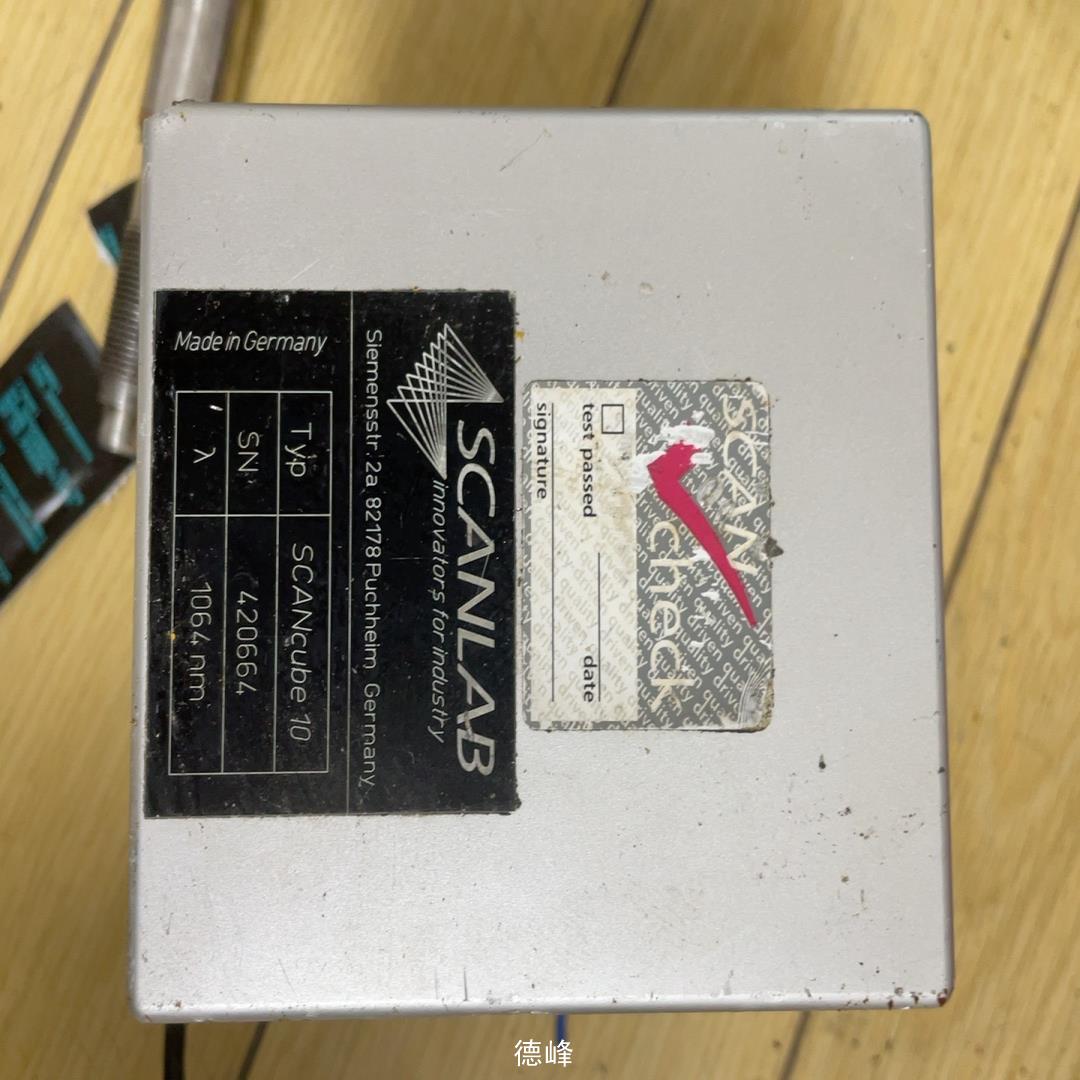 SCANLAB
innovators for industry
Siemensstr. 2a 82178 Puchheim Germany
Typ SCANcube 10
SN 420664
λ 1064 nm
Made in Germany
SCAN
check
test passed date
signature
德峰